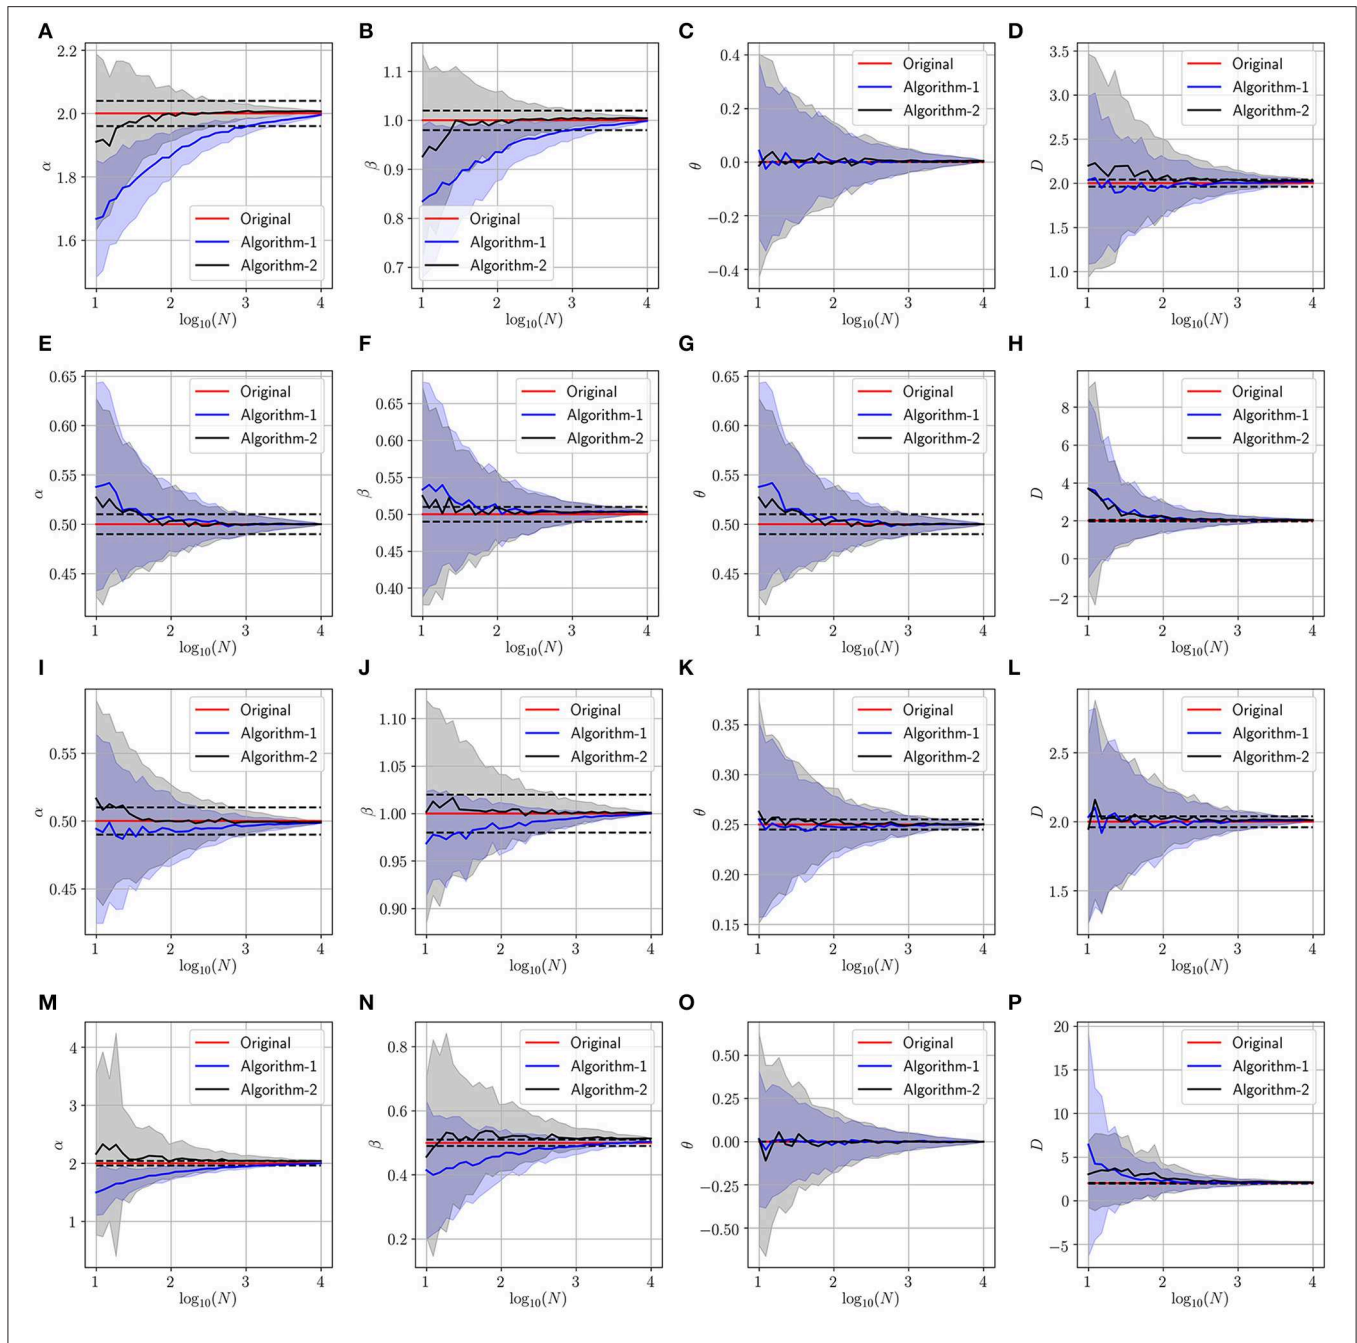 A B C D
2.2 2.0 1.8 1.6 α Original Algorithm-1 Algorithm-2 1 2 3 4 log10(N)
1.1 1.0 0.9 0.8 0.7 β Original Algorithm-1 Algorithm-2 1 2 3 4 log10(N)
0.4 0.2 0.0 −0.2 −0.4 θ Original Algorithm-1 Algorithm-2 1 2 3 4 log10(N)
3.5 3.0 2.5 2.0 1.5 1.0 D Original Algorithm-1 Algorithm-2 1 2 3 4 log10(N)
E F G H
0.65 0.60 0.55 0.50 0.45 α Original Algorithm-1 Algorithm-2 1 2 3 4 log10(N)
0.65 0.60 0.55 0.50 0.45 0.40 β Original Algorithm-1 Algorithm-2 1 2 3 4 log10(N)
0.65 0.60 0.55 0.50 0.45 θ Original Algorithm-1 Algorithm-2 1 2 3 4 log10(N)
8 6 4 2 0 −2 D Original Algorithm-1 Algorithm-2 1 2 3 4 log10(N)
I J K L
0.55 0.50 0.45 α Original Algorithm-1 Algorithm-2 1 2 3 4 log10(N)
1.10 1.05 1.00 0.95 0.90 β Original Algorithm-1 Algorithm-2 1 2 3 4 log10(N)
0.35 0.30 0.25 0.20 0.15 θ Original Algorithm-1 Algorithm-2 1 2 3 4 log10(N)
2.5 2.0 1.5 D Original Algorithm-1 Algorithm-2 1 2 3 4 log10(N)
M N O P
4 3 2 1 α Original Algorithm-1 Algorithm-2 1 2 3 4 log10(N)
0.8 0.6 0.4 0.2 β Original Algorithm-1 Algorithm-2 1 2 3 4 log10(N)
0.50 0.25 0.00 −0.25 −0.50 θ Original Algorithm-1 Algorithm-2 1 2 3 4 log10(N)
20 15 10 5 0 −5 D Original Algorithm-1 Algorithm-2 1 2 3 4 log10(N)